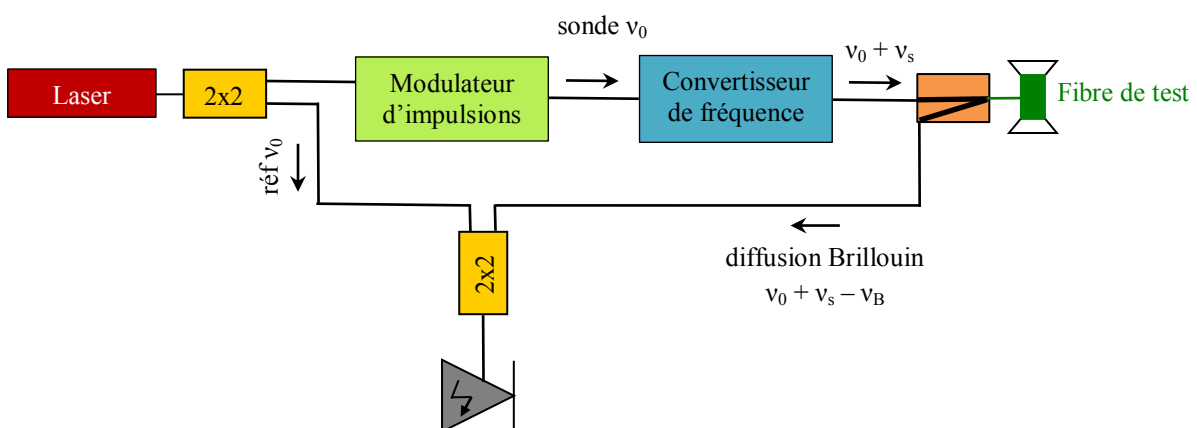 sonde ν₀
ν₀ + νₛ
Laser
2x2
Modulateur
d’impulsions
Convertisseur
de fréquence
Fibre de test
réf ν₀
2x2
diffusion Brillouin
ν₀ + νₛ – ν_B